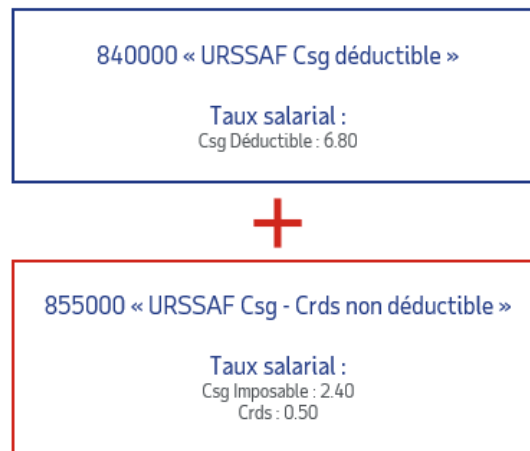 840000 « URSSAF Csg déductible »
Taux salarial :
Csg Déductible : 6.80
+
855000 « URSSAF Csg - Crds non déductible »
Taux salarial :
Csg Imposable : 2.40
Crds : 0.50